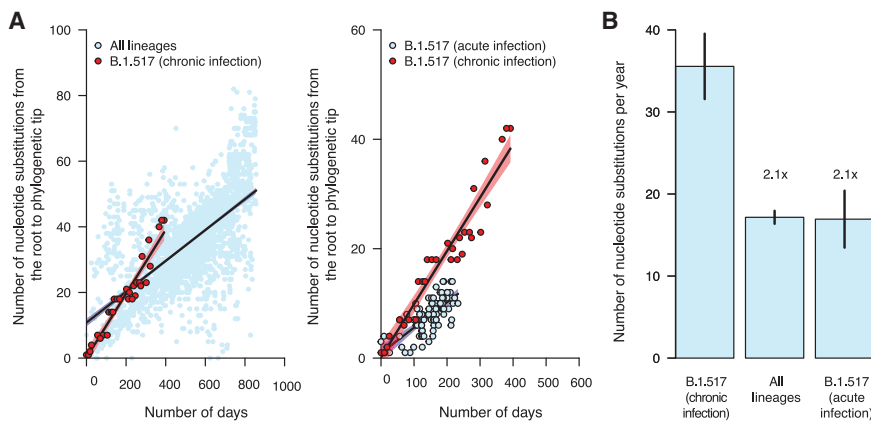 A
All lineages
B.1.517 (chronic infection)
Number of nucleotide substitutions from
the root to phylogenetic tip
100
80
60
40
20
0
0 200 400 600 800 1000
Number of days
B.1.517 (acute infection)
B.1.517 (chronic infection)
Number of nucleotide substitutions from
the root to phylogenetic tip
60
40
20
0
0 100 200 300 400 500 600
Number of days
B
Number of nucleotide substitutions per year
40
30
20
10
0
2.1x 2.1x
B.1.517
(chronic
infection)
All
lineages
B.1.517
(acute
infection)